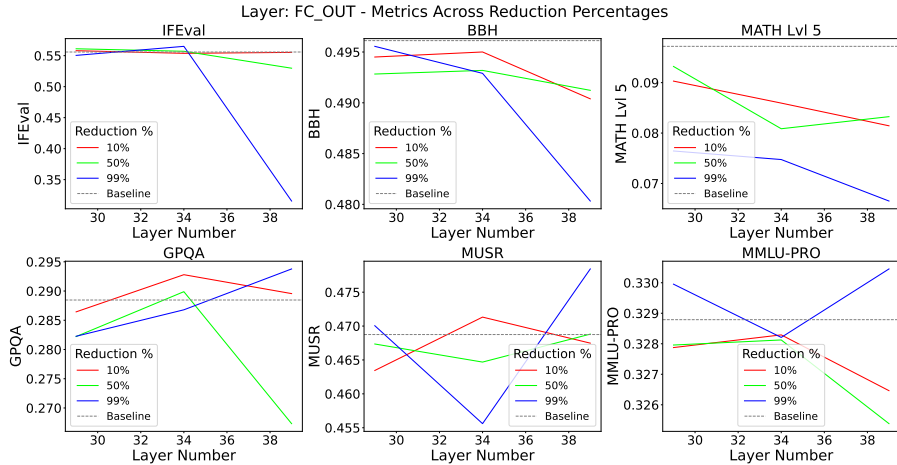 Layer: FC_OUT - Metrics Across Reduction Percentages
IFEval
IFEval
0.55
0.50
0.45
0.40
0.35
Reduction %
10%
50%
99%
Baseline
30 32 34 36 38
Layer Number
BBH
BBH
0.495
0.490
0.485
0.480
Reduction %
10%
50%
99%
Baseline
30 32 34 36 38
Layer Number
MATH Lvl 5
MATH Lvl 5
0.09
0.08
0.07
Reduction %
10%
50%
99%
Baseline
30 32 34 36 38
Layer Number
GPQA
GPQA
0.295
0.290
0.285
0.280
0.275
0.270
Reduction %
10%
50%
99%
Baseline
30 32 34 36 38
Layer Number
MUSR
MUSR
0.475
0.470
0.465
0.460
0.455
Reduction %
10%
50%
99%
Baseline
30 32 34 36 38
Layer Number
MMLU-PRO
MMLU-PRO
0.330
0.329
0.328
0.327
0.326
Reduction %
10%
50%
99%
Baseline
30 32 34 36 38
Layer Number